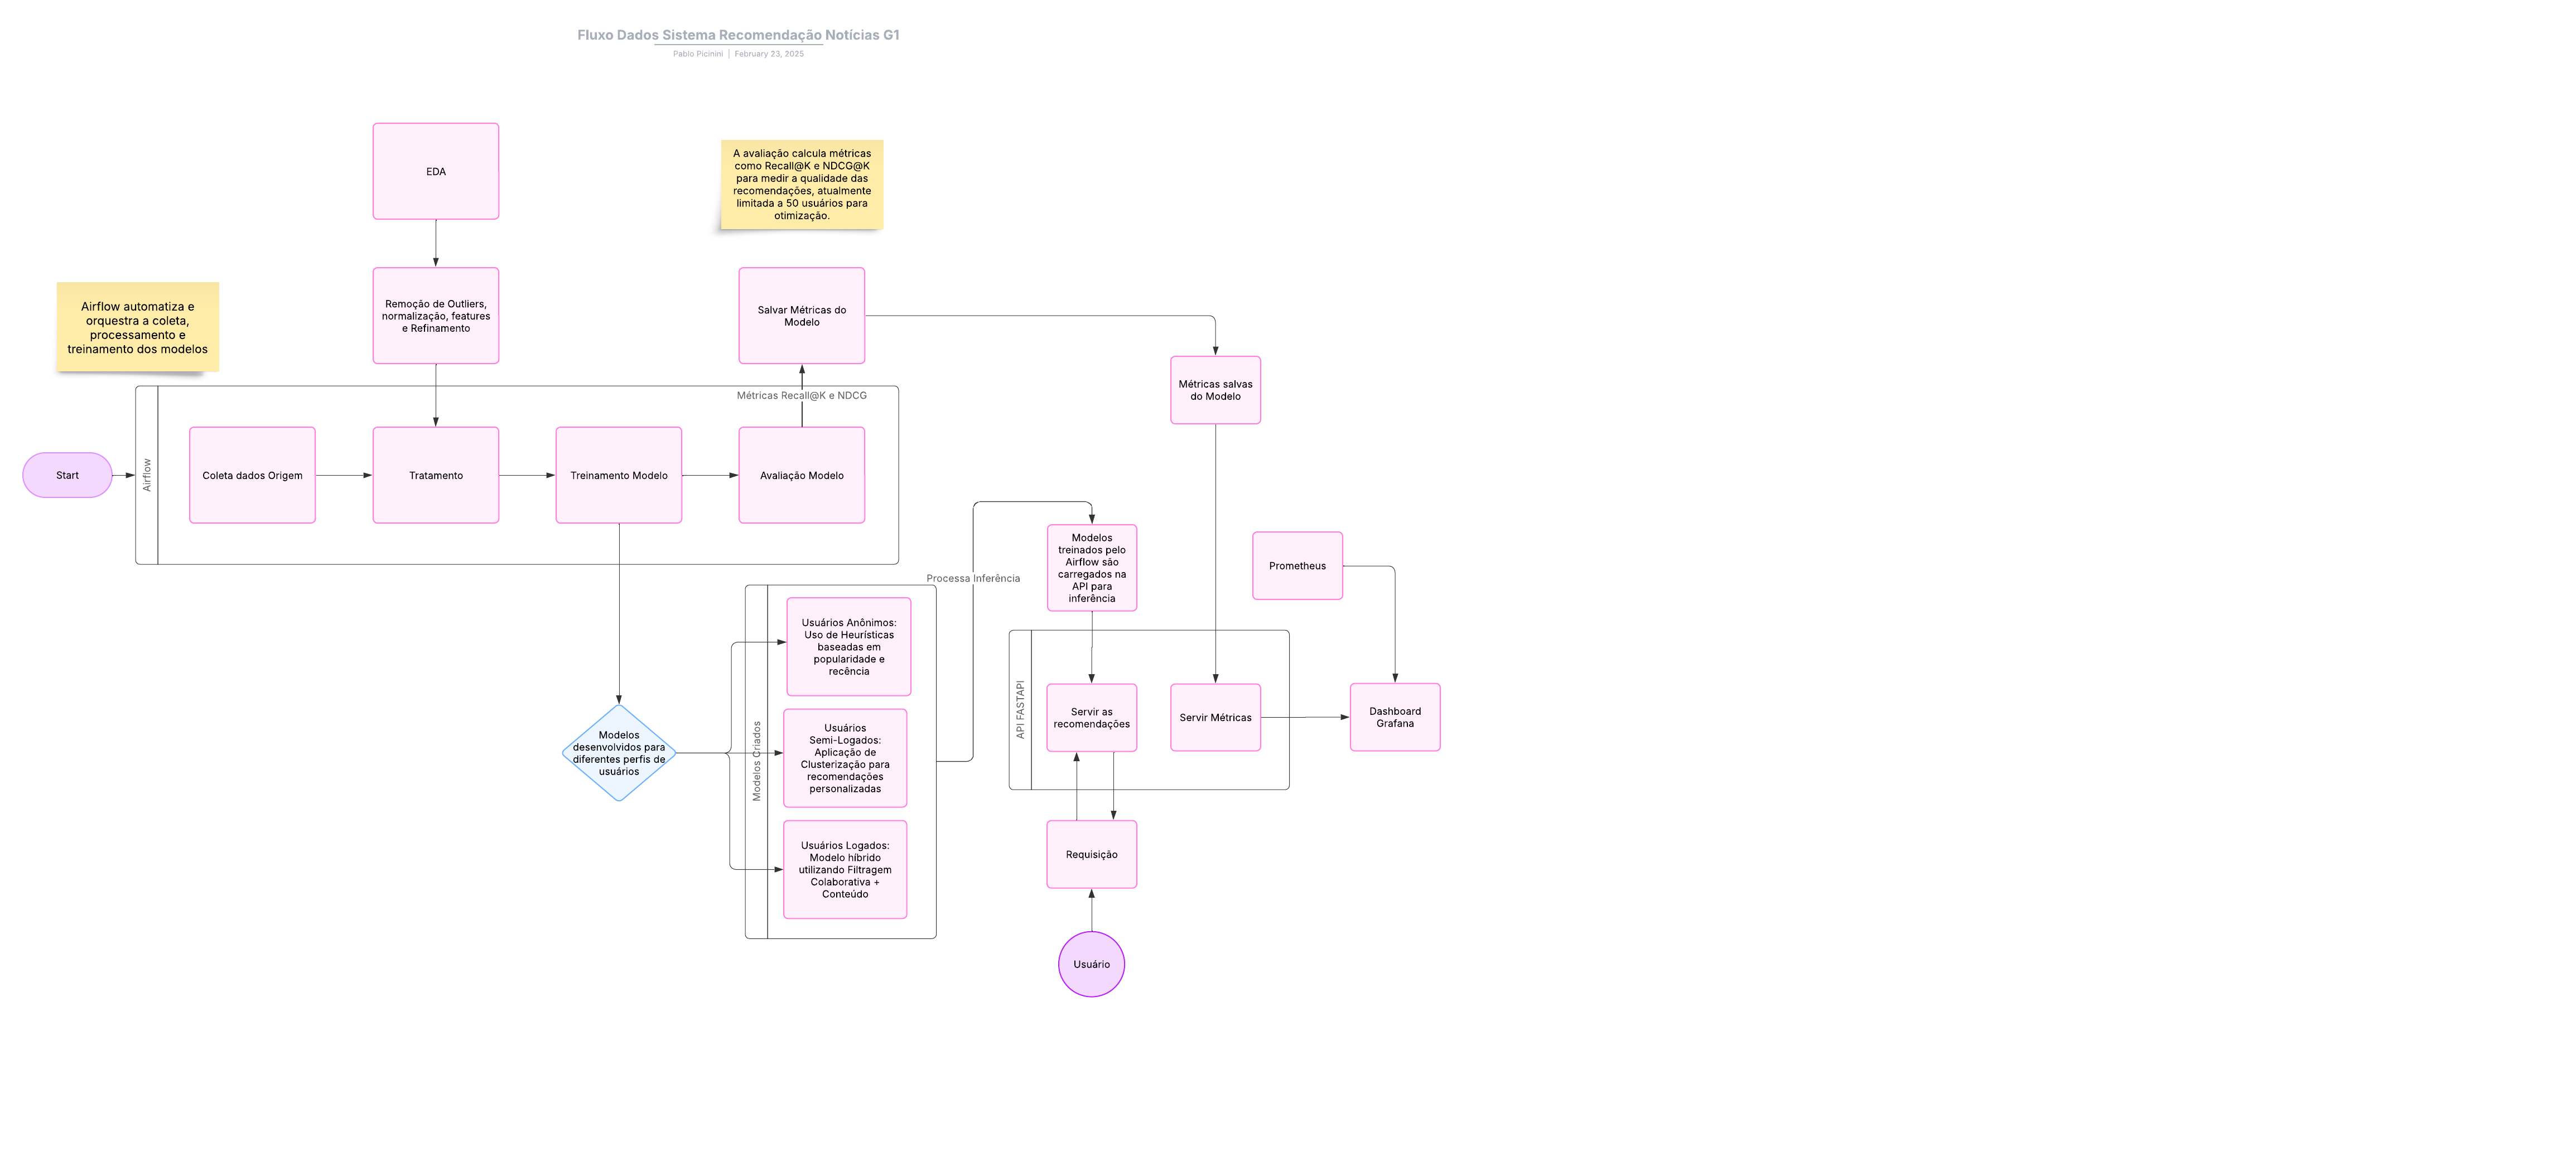 Fluxo Dados Sistema Recomendação Notícias G1
Pablo Picinini | February 23, 2025
EDA
A avaliação calcula métricas
como Recall@K e NDCG@K
para medir a qualidade das
recomendações, atualmente
limitada a 50 usuários para
otimização.
Airflow automatiza e
orquestra a coleta,
processamento e
treinamento dos modelos
Remoção de Outliers,
normalização, features
e Refinamento
Salvar Métricas do
Modelo
Métricas salvas
do Modelo
Métricas Recall@K e NDCG
Start
Airflow
Coleta dados Origem
Tratamento
Treinamento Modelo
Avaliação Modelo
Modelos
treinados pelo
Airflow são
carregados na
API para
inferência
Prometheus
Processa Inferência
Modelos desenvolvidos para
diferentes perfis de
usuários
Modelos Criados
Usuários Anônimos:
Uso de Heurísticas
baseadas em
popularidade e
recência
Usuários
Semi-Logados:
Aplicação de
Clusterização para
recomendações
personalizadas
Usuários Logados:
Modelo híbrido
utilizando Filtragem
Colaborativa +
Conteúdo
API FASTAPI
Servir as
recomendações
Servir Métricas
Dashboard
Grafana
Requisição
Usuário